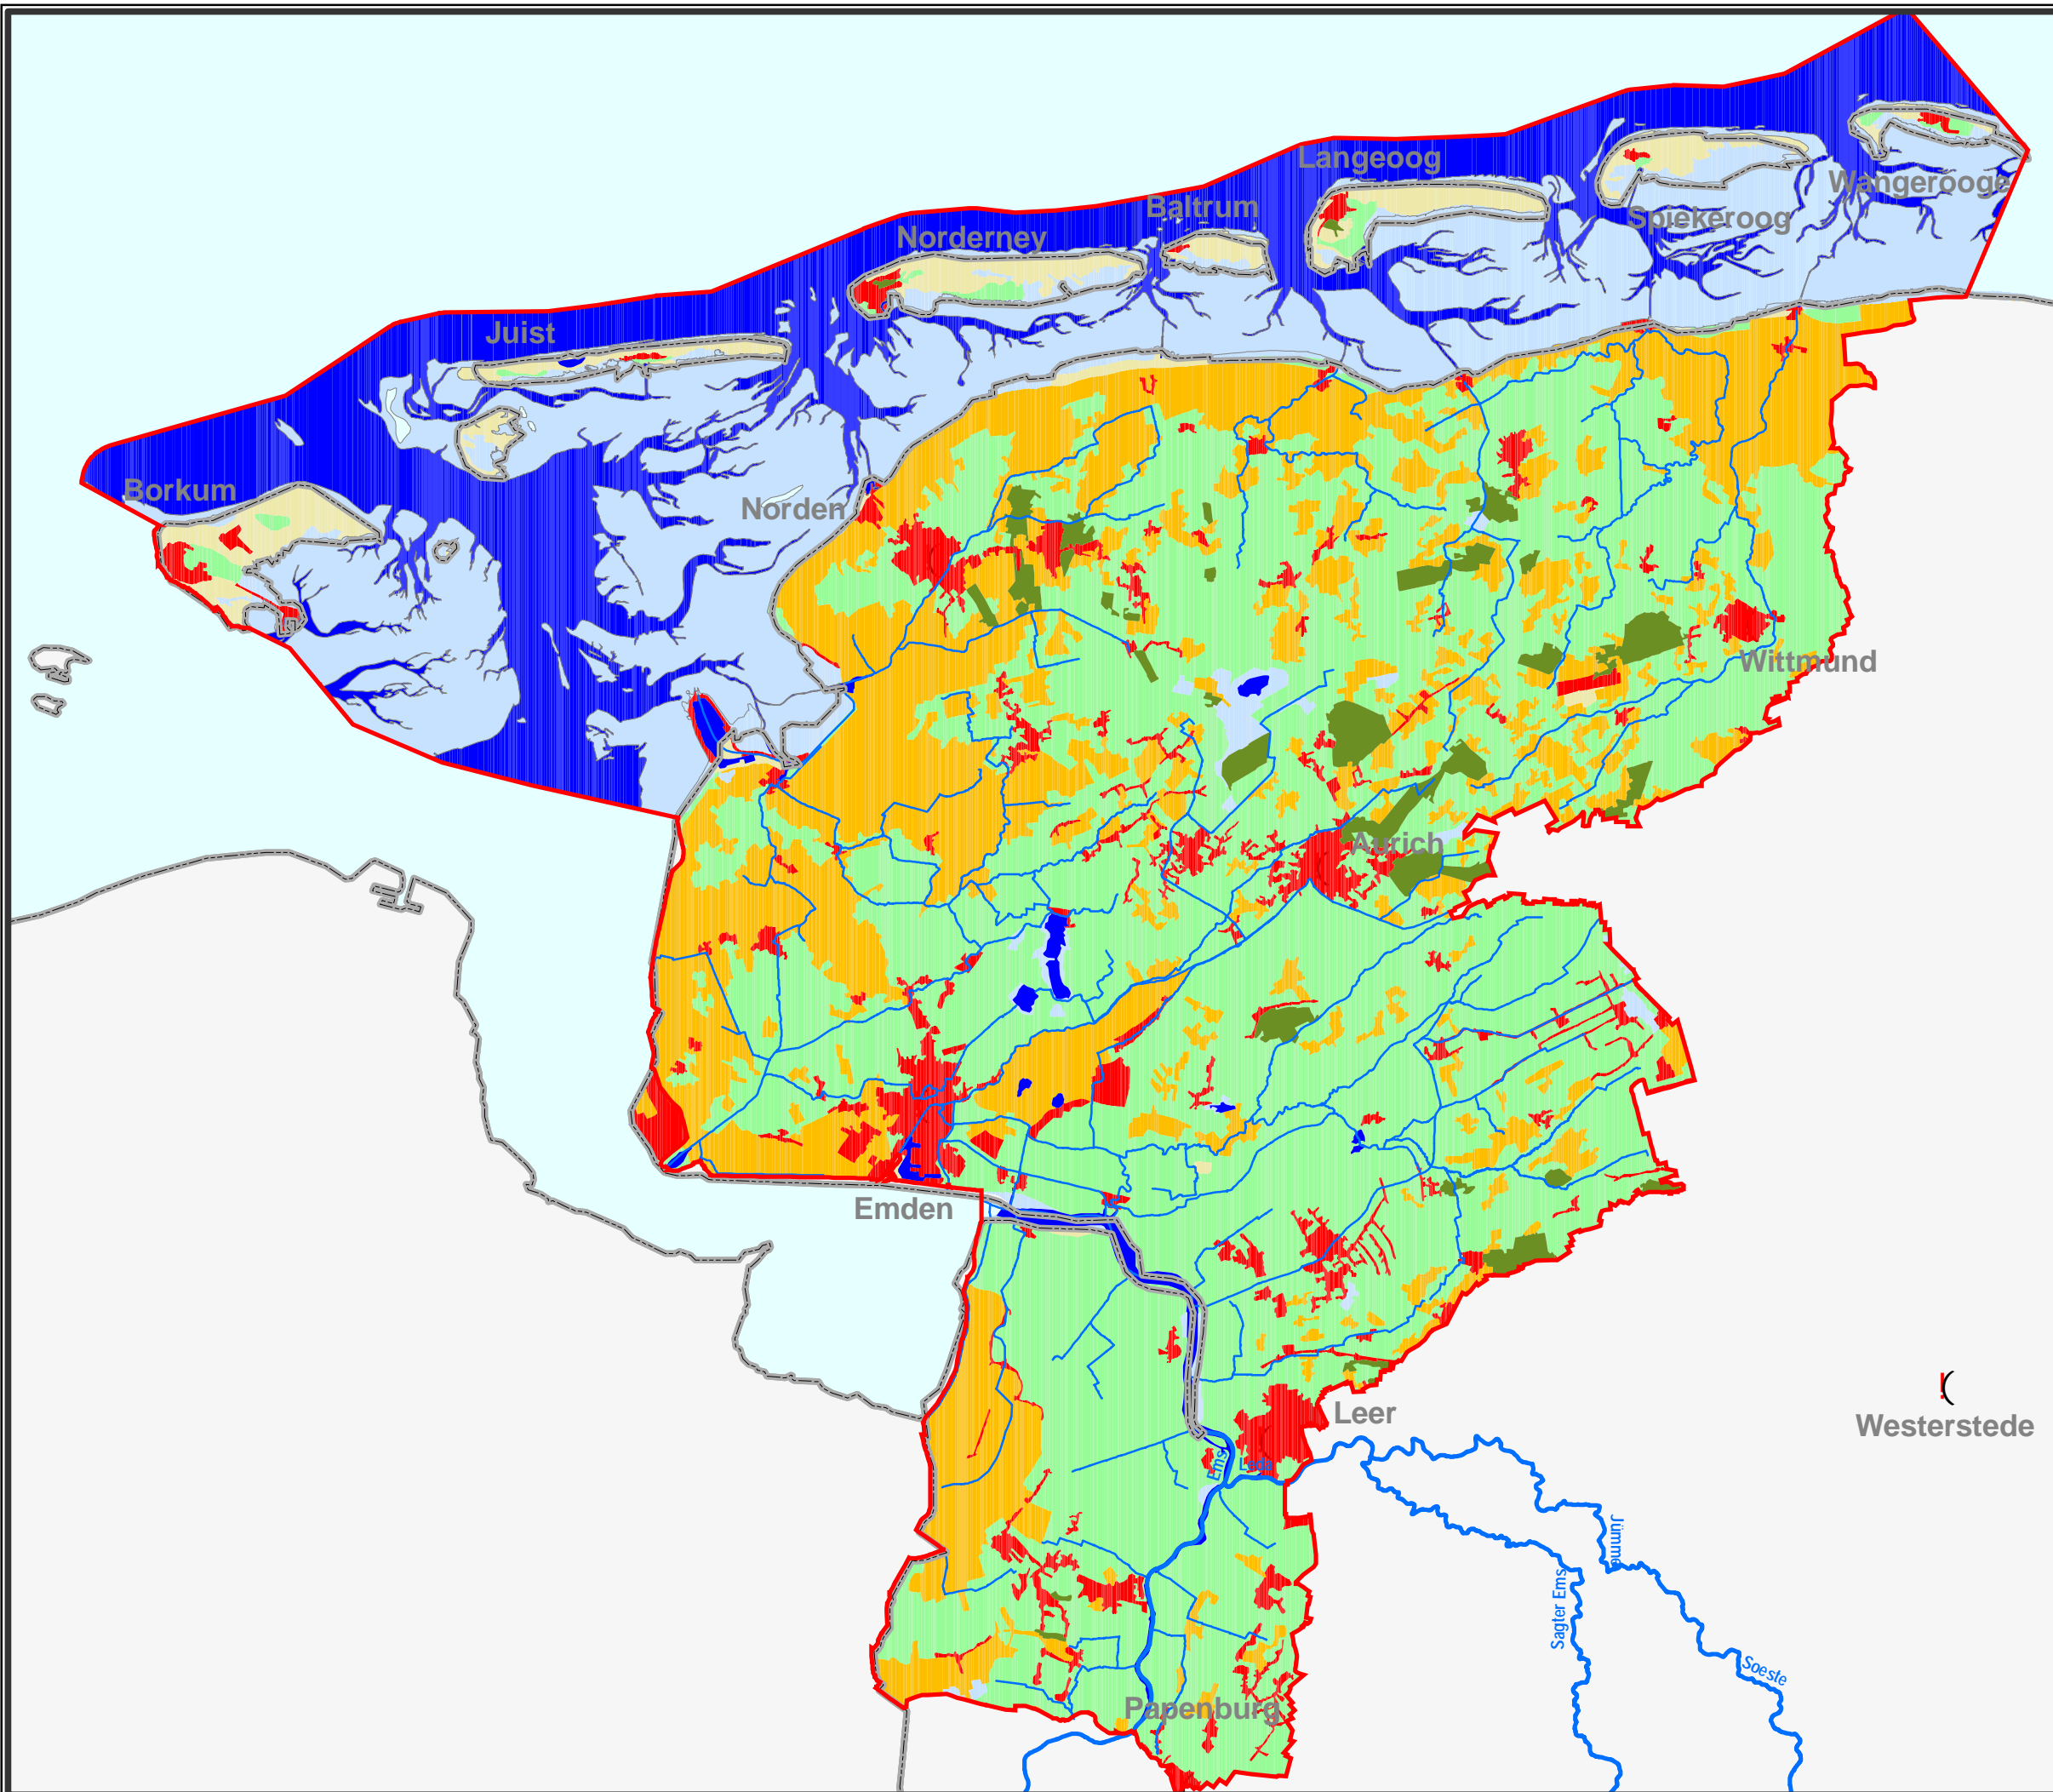 Langeoog
Wangerooge
Baltrum
Spiekeroog
Norderney
Juist
Borkum
Norden
Wittmund
Aurich
Emden
Leer
Westerstede
Ems
Leda
Jümme
Sagter Ems
Soeste
Papenburg